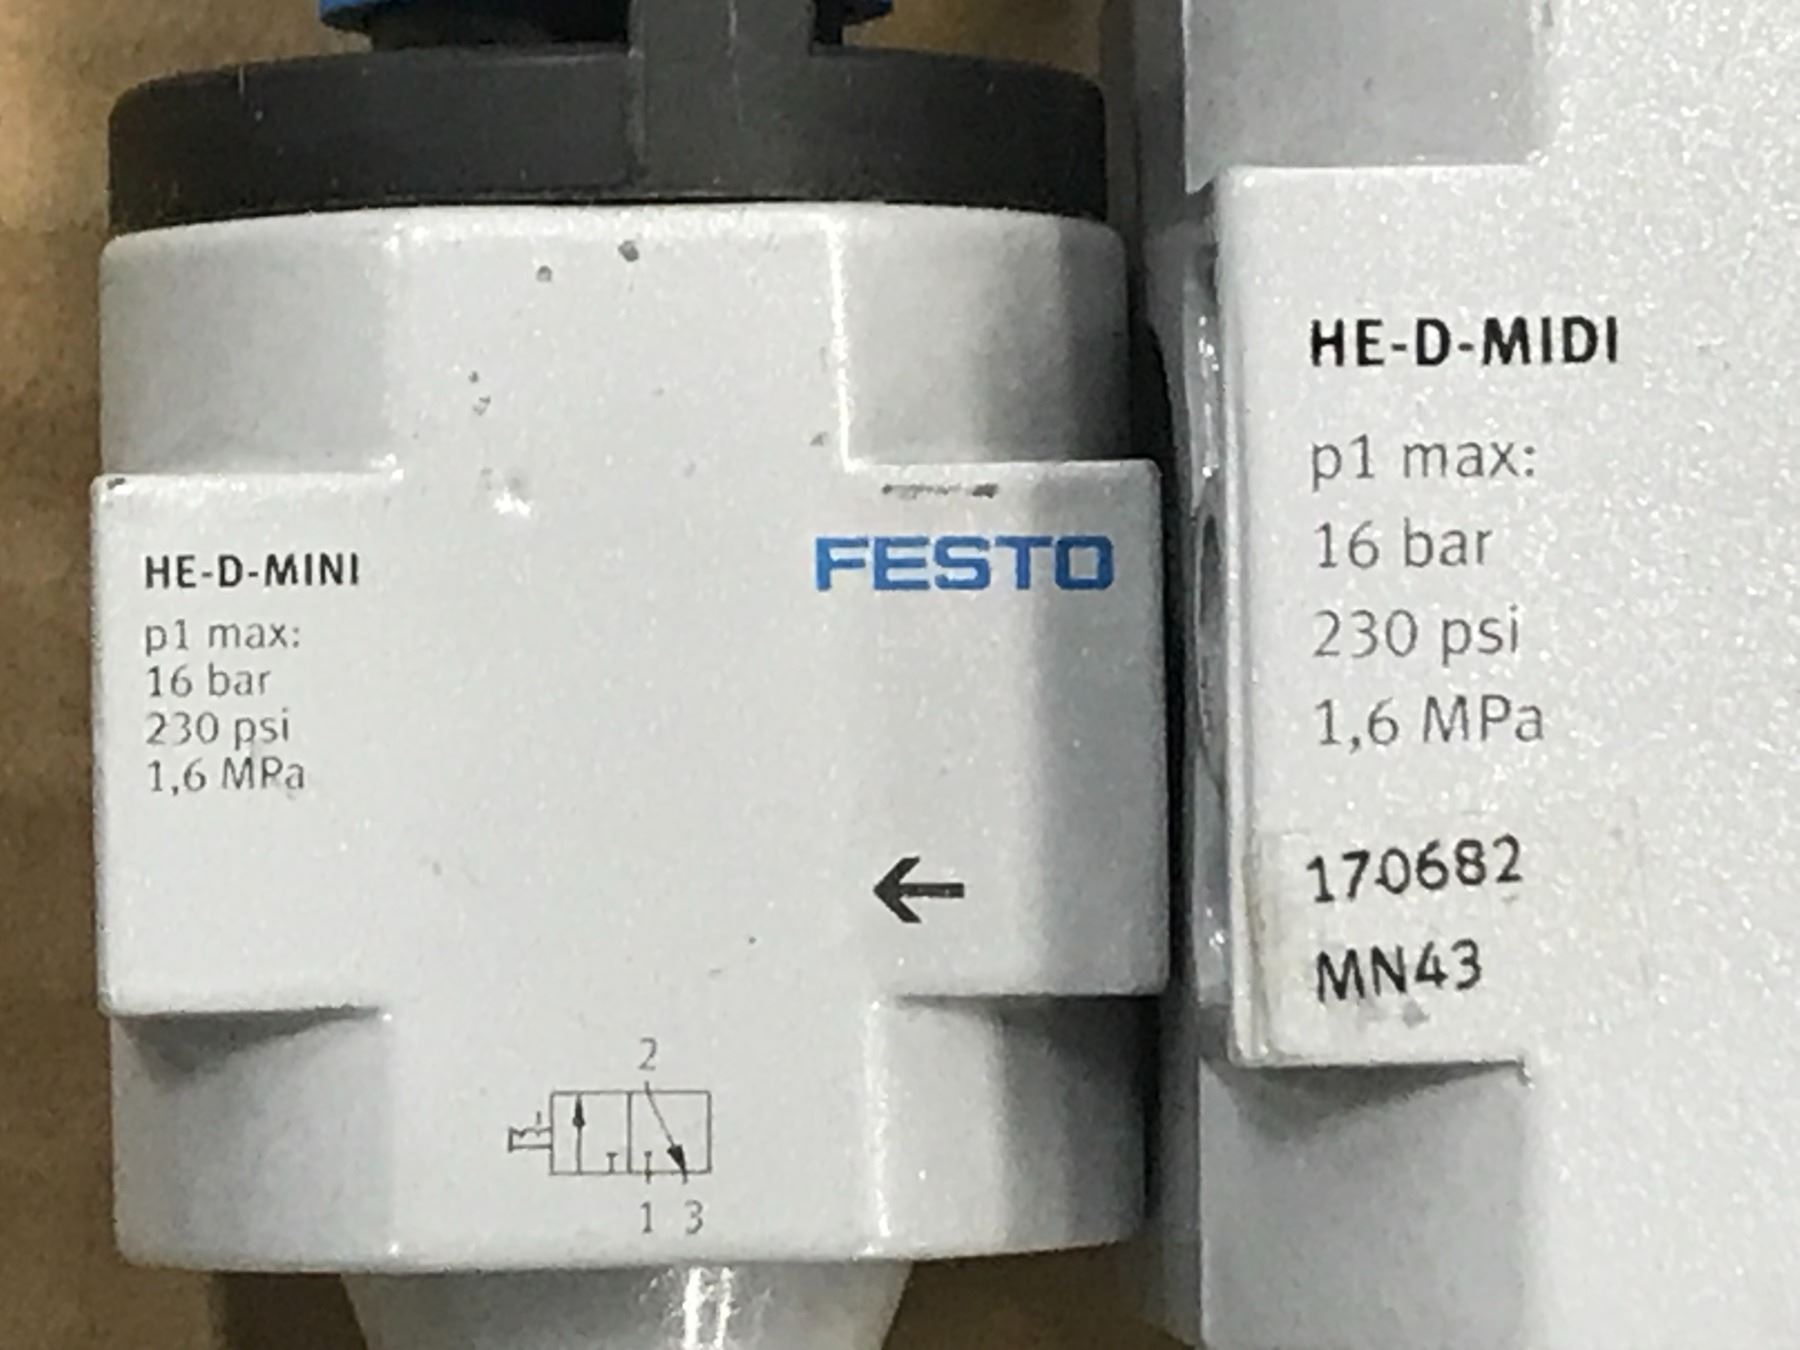 HE-D-MINI
p1 max:
16 bar
230 psi
1,6 MPa
FESTO
2
1 3
HE-D-MIDI
p1 max:
16 bar
230 psi
1,6 MPa
170682
MN43